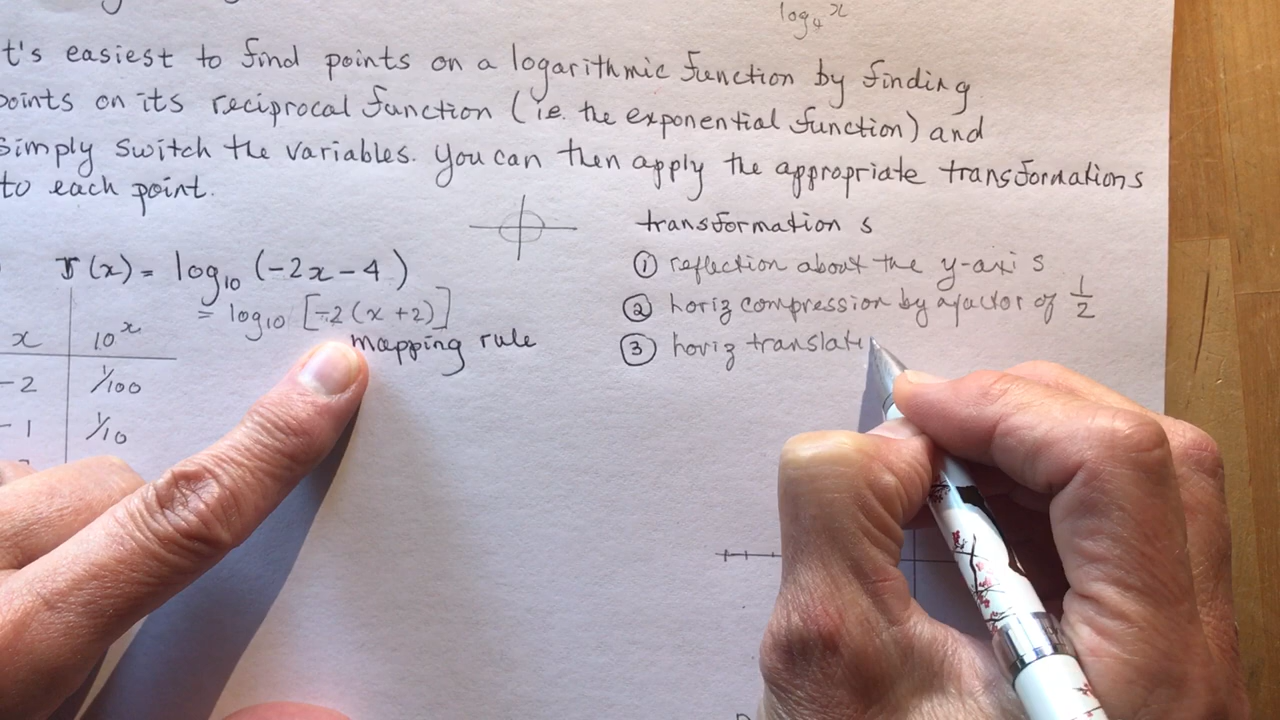 log₄ x
t's easiest to find points on a logarithmic function by finding
points on its reciprocal function (ie. the exponential function) and
simply switch the variables. You can then apply the appropriate transformations
to each point.
transformation s
f(x) = log₁₀ (-2x-4)
① reflection about the y-axis
= log₁₀ [-2(x+2)]
② horiz compression by a factor of 1/2
x 10ˣ
mapping rule
③ horiz translate
-2 1/100
-1 1/10